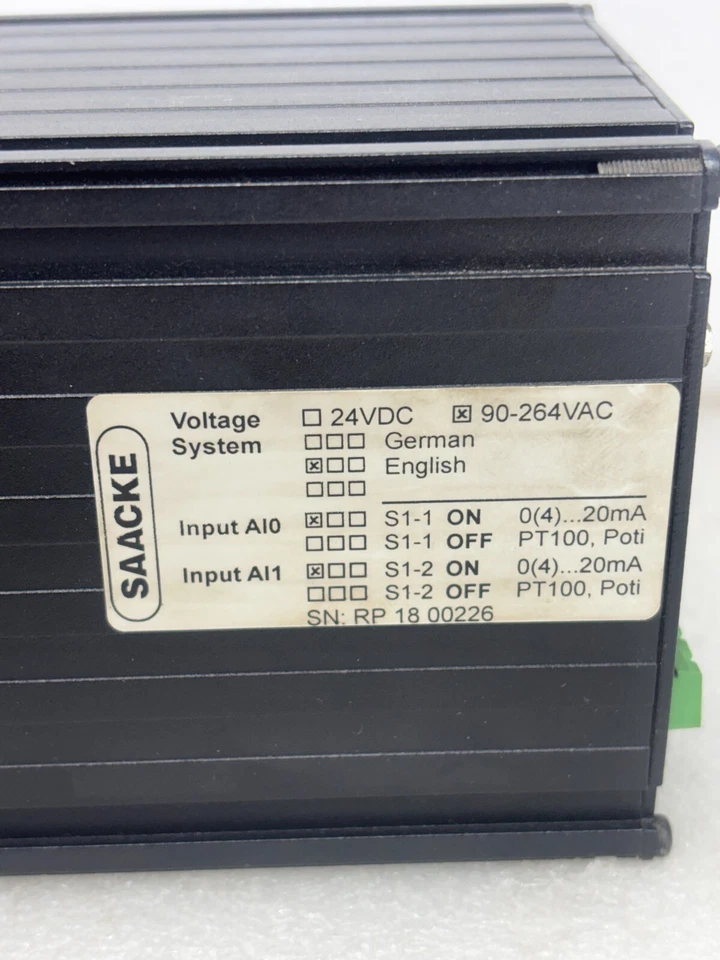 SAACKE
Voltage ☐ 24VDC ☒ 90-264VAC
System ☐☐☐ German
☒☐☐ English
☐☐☐
Input AI0 ☒☐☐ S1-1 ON 0(4)...20mA
☐☐☐ S1-1 OFF PT100, Poti
Input AI1 ☒☐☐ S1-2 ON 0(4)...20mA
☐☐☐ S1-2 OFF PT100, Poti
SN: RP 18 00226